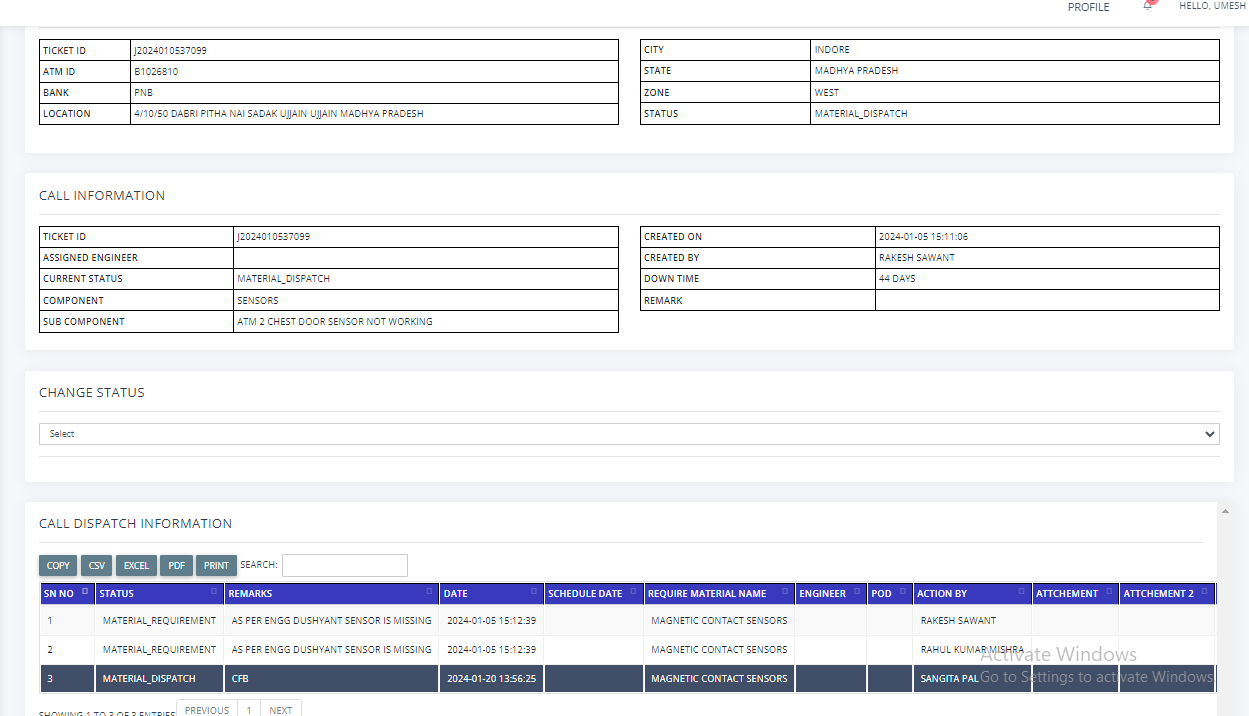 PROFILE
HELLO, UMESH
TICKET ID J2024010537099
ATM ID B1026810
BANK PNB
LOCATION 4/10/50 DABRI PITHA NAI SADAK UJJAIN UJJAIN MADHYA PRADESH
CITY INDORE
STATE MADHYA PRADESH
ZONE WEST
STATUS MATERIAL_DISPATCH
CALL INFORMATION
TICKET ID J2024010537099
ASSIGNED ENGINEER
CURRENT STATUS MATERIAL_DISPATCH
COMPONENT SENSORS
SUB COMPONENT ATM 2 CHEST DOOR SENSOR NOT WORKING
CREATED ON 2024-01-05 15:11:06
CREATED BY RAKESH SAWANT
DOWN TIME 44 DAYS
REMARK
CHANGE STATUS
Select
CALL DISPATCH INFORMATION
COPY CSV EXCEL PDF PRINT SEARCH:
SN NO STATUS REMARKS DATE SCHEDULE DATE REQUIRE MATERIAL NAME ENGINEER POD ACTION BY ATTCHEMENT ATTCHEMENT 2
1 MATERIAL_REQUIREMENT AS PER ENGG DUSHYANT SENSOR IS MISSING 2024-01-05 15:12:39 MAGNETIC CONTACT SENSORS RAKESH SAWANT
2 MATERIAL_REQUIREMENT AS PER ENGG DUSHYANT SENSOR IS MISSING 2024-01-05 15:12:39 MAGNETIC CONTACT SENSORS RAHUL KUMAR MISHRA
3 MATERIAL_DISPATCH CFB 2024-01-20 13:56:25 MAGNETIC CONTACT SENSORS SANGITA PAL
Activate Windows
Go to Settings to activate Windows.
SHOWING 1 TO 3 OF 3 ENTRIES
PREVIOUS 1 NEXT